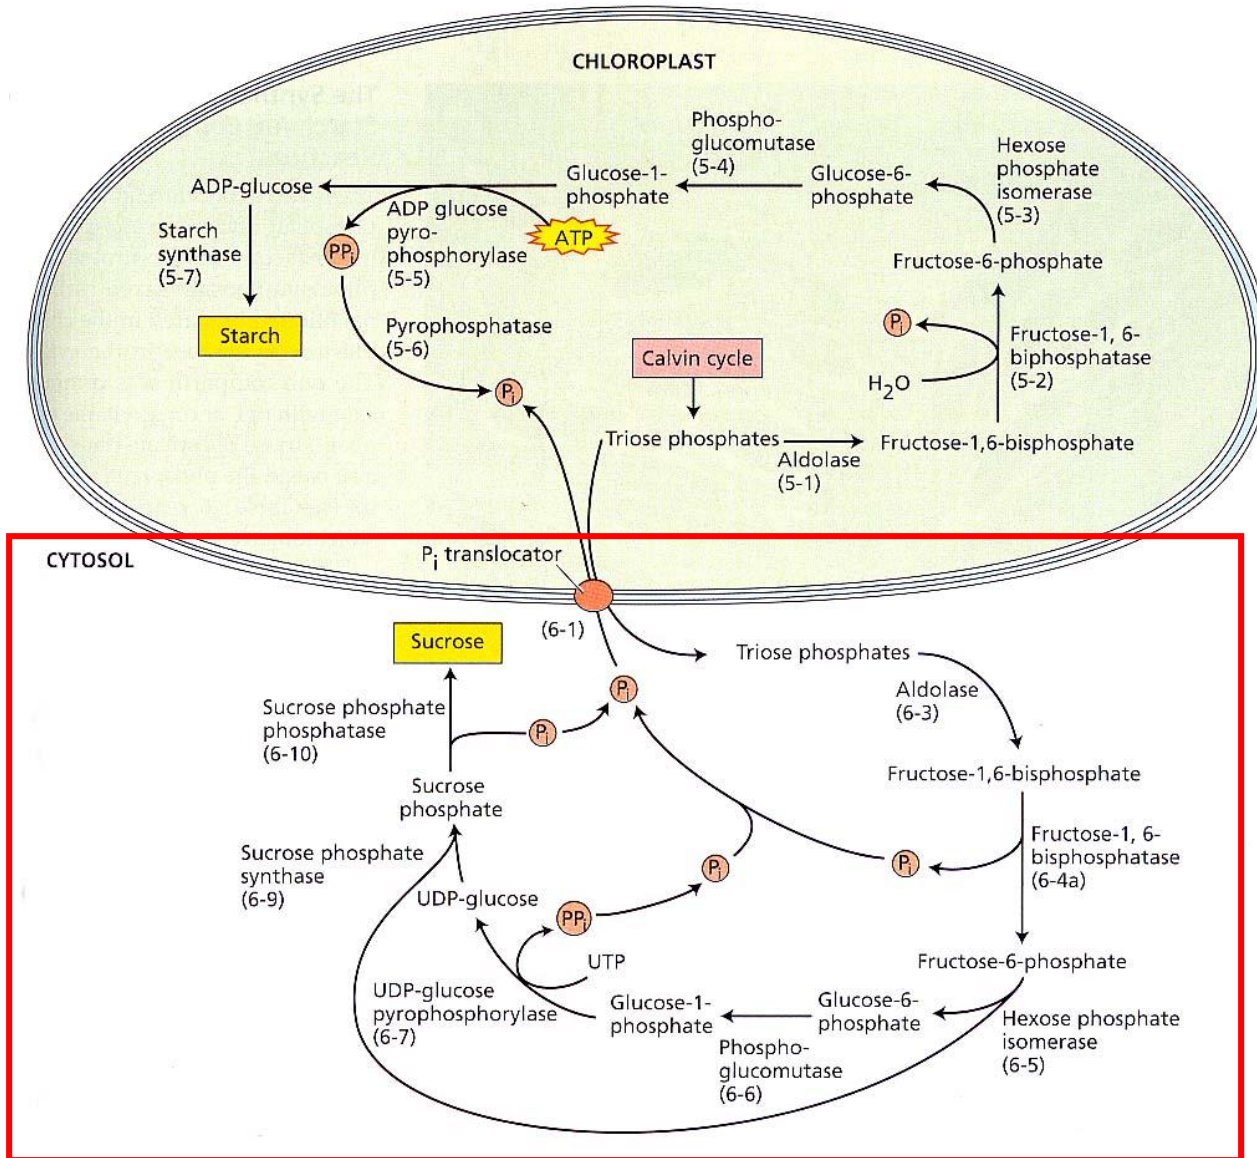 CHLOROPLAST
Phospho-
glucomutase
(5-4)
Hexose
phosphate
isomerase
(5-3)
ADP-glucose
Glucose-1-
phosphate
Glucose-6-
phosphate
Starch
synthase
(5-7)
PPi
ADP glucose
pyro-
phosphorylase
(5-5)
ATP
Fructose-6-phosphate
Starch
Pyrophosphatase
(5-6)
Pi
Calvin cycle
Pi
H2O
Fructose-1, 6-
biphosphatase
(5-2)
Triose phosphates
Aldolase
(5-1)
Fructose-1,6-bisphosphate
CYTOSOL
Pi translocator
(6-1)
Sucrose
Triose phosphates
Pi
Aldolase
(6-3)
Sucrose phosphate
phosphatase
(6-10)
Pi
Fructose-1,6-bisphosphate
Sucrose
phosphate
Fructose-1, 6-
bisphosphatase
(6-4a)
Sucrose phosphate
synthase
(6-9)
Pi
Pi
UDP-glucose
PPi
UTP
Fructose-6-phosphate
UDP-glucose
pyrophosphorylase
(6-7)
Glucose-1-
phosphate
Glucose-6-
phosphate
Hexose phosphate
isomerase
(6-5)
Phospho-
glucomutase
(6-6)